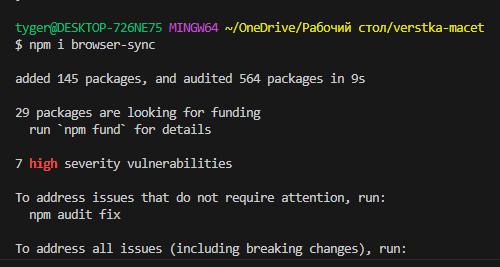 tyger@DESKTOP-726NE75 MINGW64 ~/OneDrive/Рабочий стол/verstka-macet
$ npm i browser-sync
added 145 packages, and audited 564 packages in 9s
29 packages are looking for funding
run `npm fund` for details
7 high severity vulnerabilities
To address issues that do not require attention, run:
npm audit fix
To address all issues (including breaking changes), run: